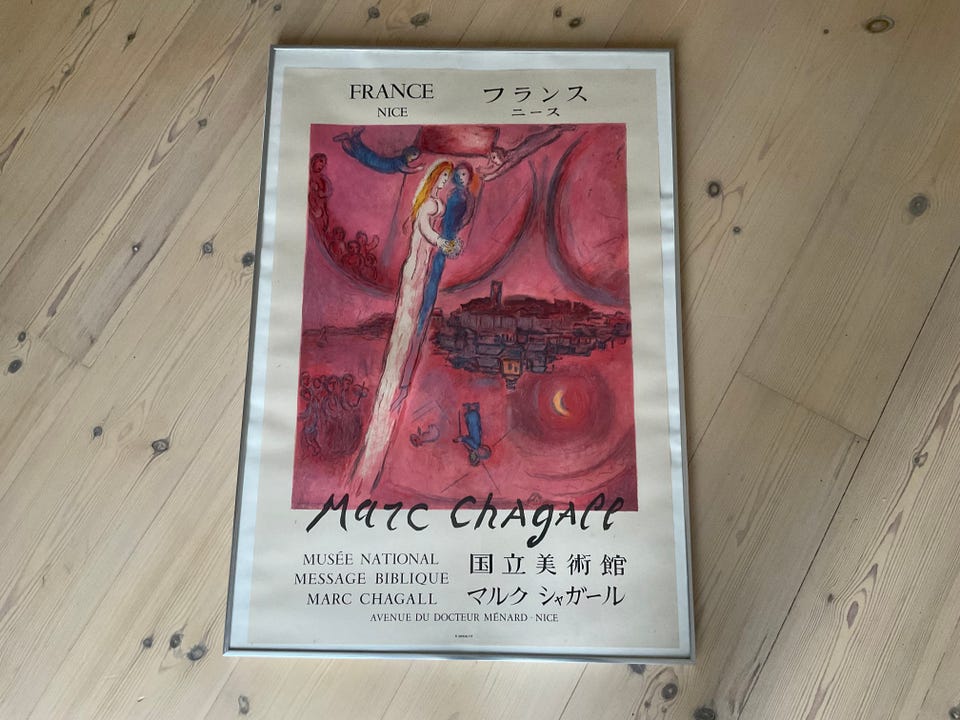 FRANCE
フランス
NICE
ニース
Marc Chagall
MUSÉE NATIONAL
MESSAGE BIBLIQUE
MARC CHAGALL
国立美術館
マルク シャガール
AVENUE DU DOCTEUR MÉNARD - NICE